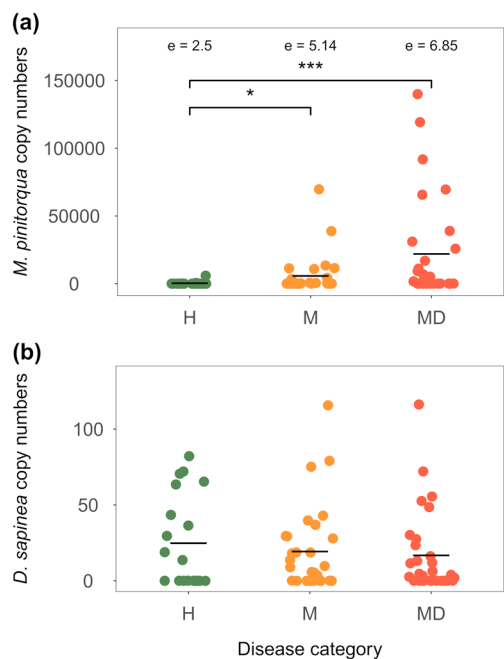 (a)
e = 2.5 e = 5.14 e = 6.85
***
*
M. pinitorqua copy numbers
150000
100000
50000
0
H M MD
(b)
D. sapinea copy numbers
100
50
0
H M MD
Disease category